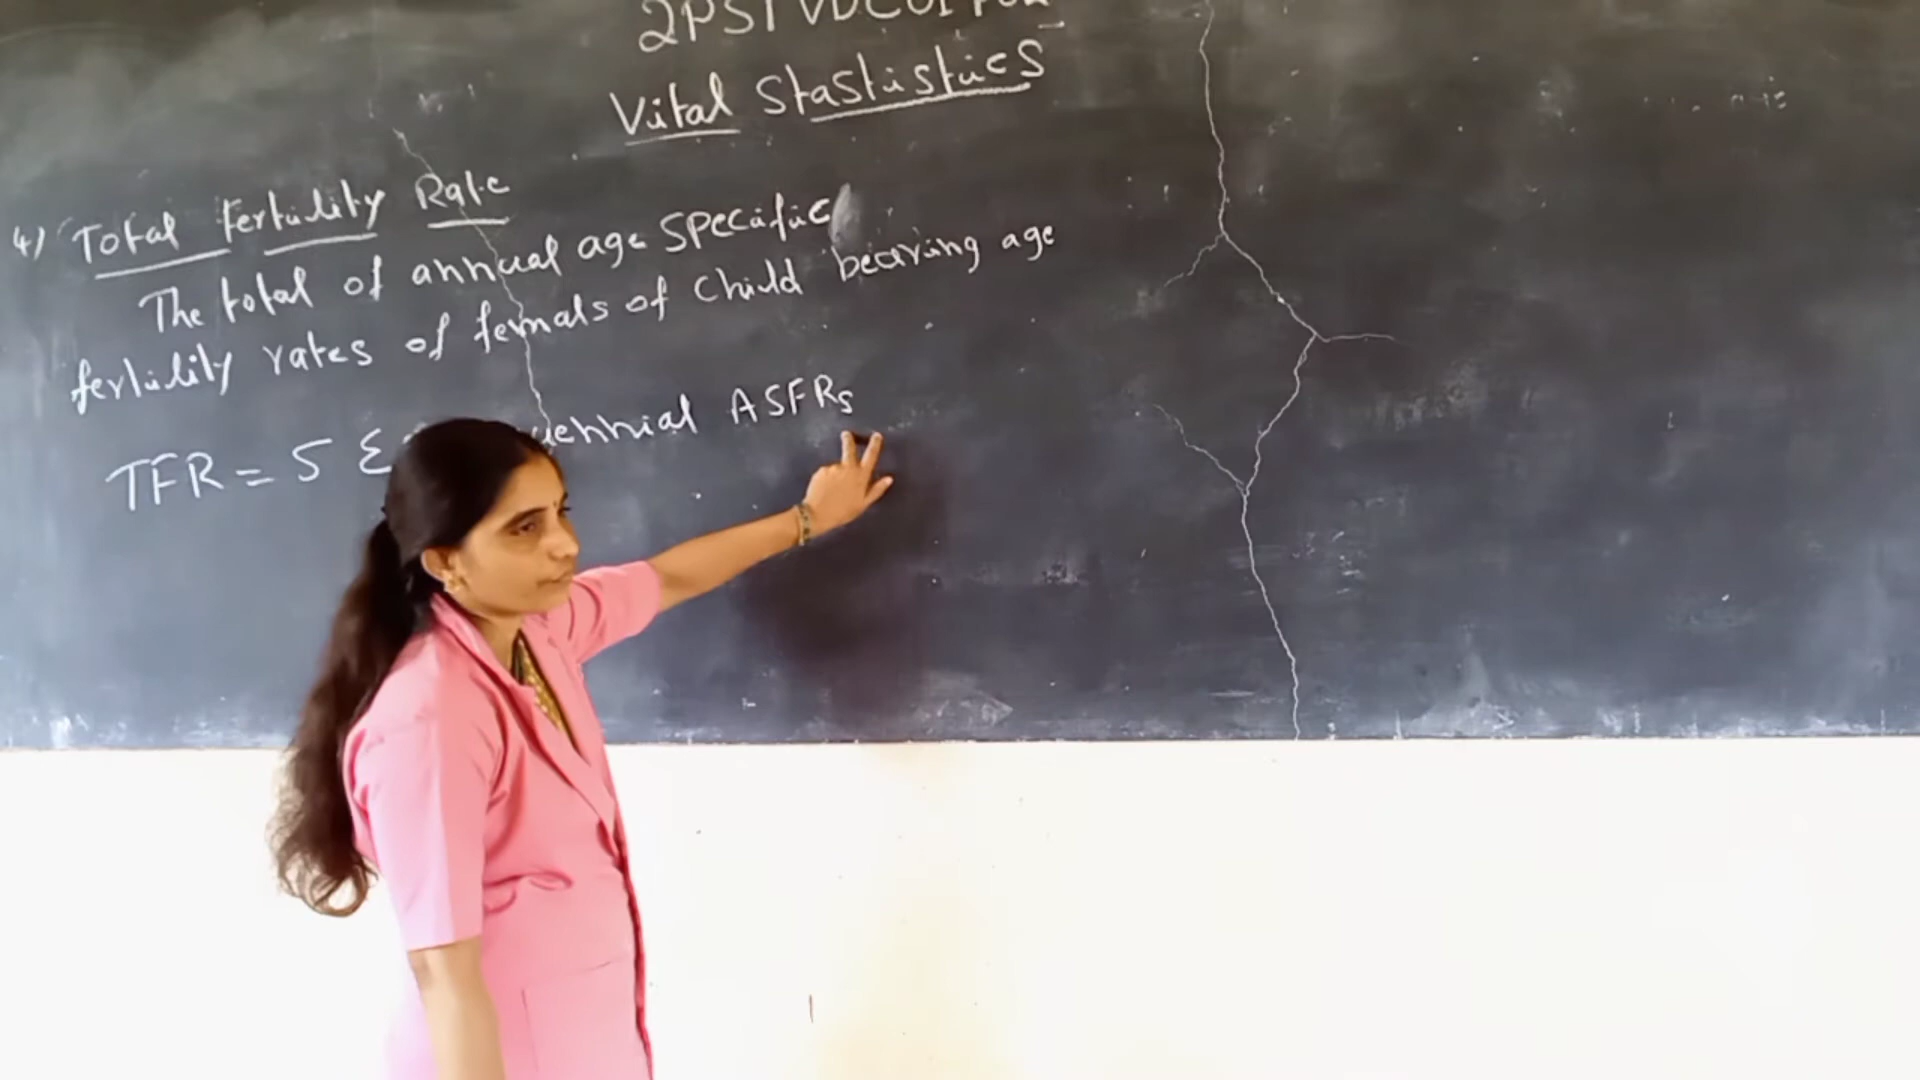 Vital Stastistics
4) Total Fertility Rate
The total of annual age specific
fertility rates of femals of child bearing age
TFR = 5 Σ ennial ASFRs